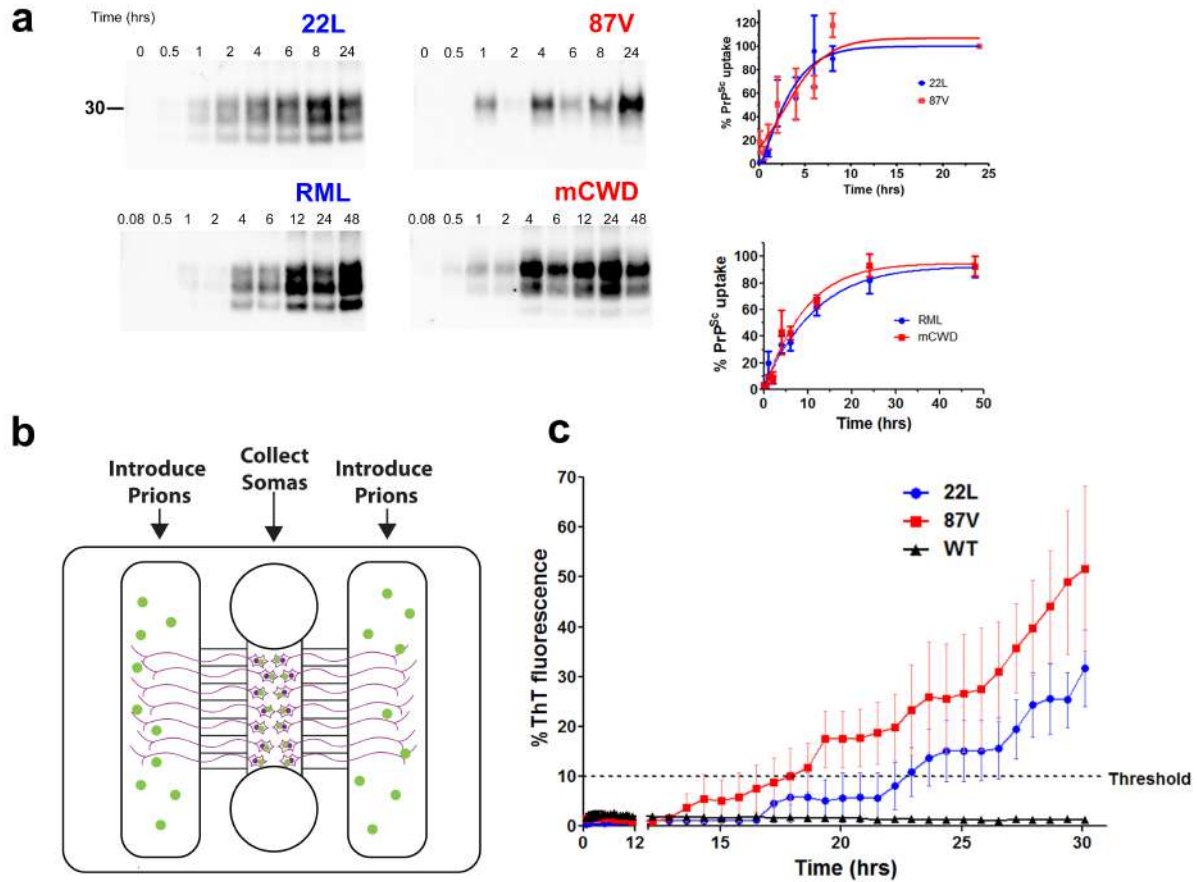 a
Time (hrs)
22L
0 0.5 1 2 4 6 8 24
30
87V
0 0.5 1 2 4 6 8 24
RML
0.08 0.5 1 2 4 6 12 24 48
mCWD
0.08 0.5 1 2 4 6 12 24 48
% PrPSc uptake
120
100
80
60
40
20
0
22L
87V
0 5 10 15 20 25
Time (hrs)
% PrPSc uptake
100
80
60
40
20
0
RML
mCWD
0 10 20 30 40 50
Time (hrs)
b
Introduce
Prions
Collect
Somas
Introduce
Prions
c
%ThT fluorescence
70
60
50
40
30
20
10
0
22L
87V
WT
Threshold
0 12 15 20 25 30
Time (hrs)